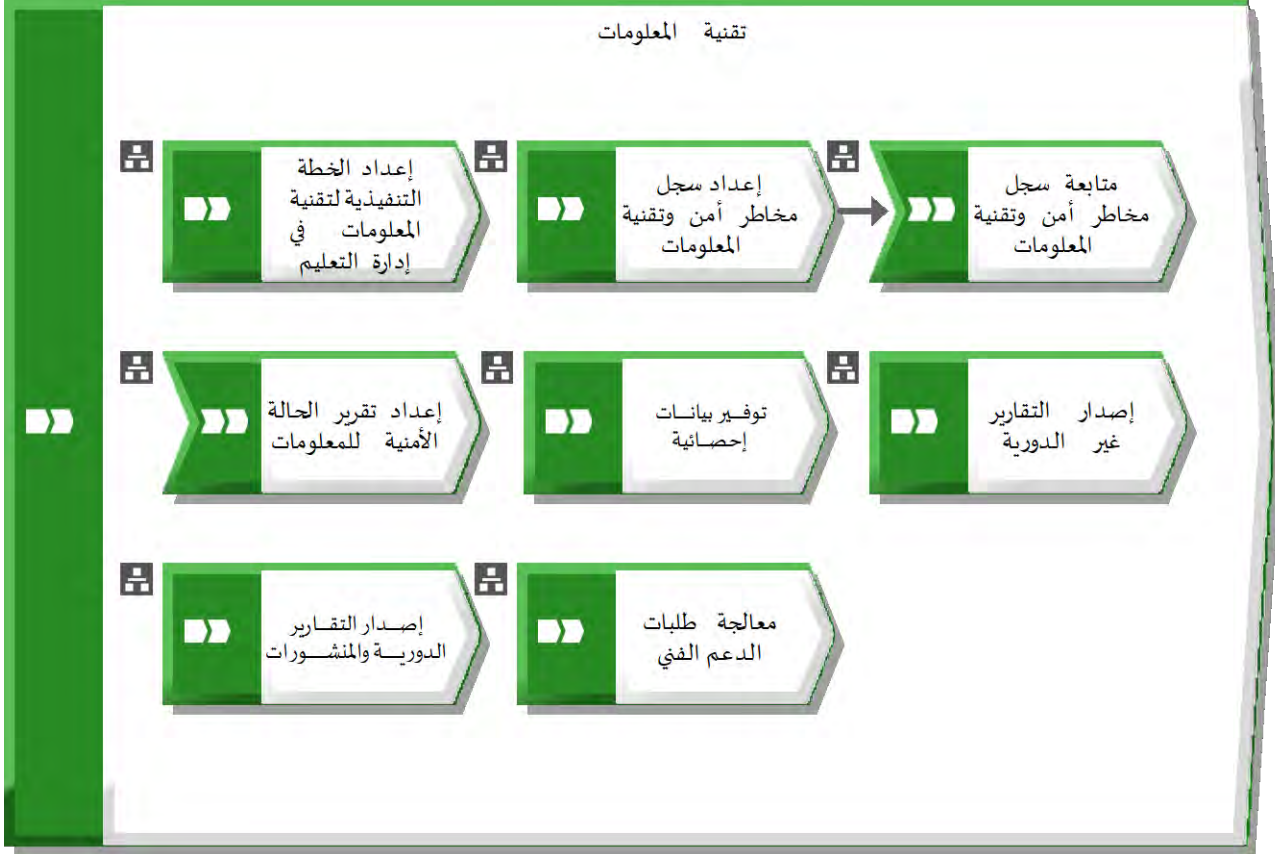 تقنية المعلومات
إعداد الخطة
التنفيذية لتقنية
المعلومات في
إدارة التعليم
إعداد سجل
مخاطر أمن وتقنية
المعلومات
متابعة سجل
مخاطر أمن وتقنية
المعلومات
إعداد تقرير الحالة
الأمنية للمعلومات
توفير بيانات
إحصائية
إصدار التقارير
غير الدورية
إصدار التقارير
الدورية والمنشورات
معالجة طلبات
الدعم الفني